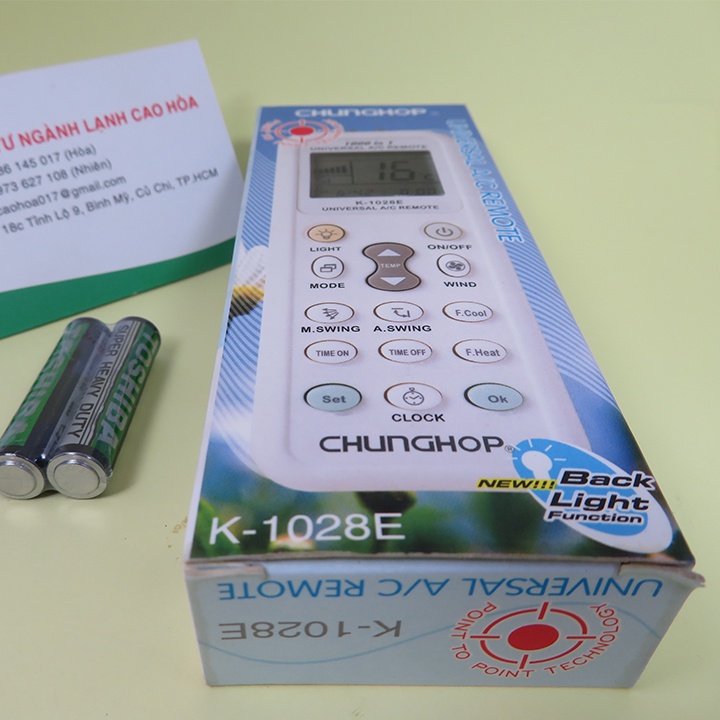 TƯ NGÀNH LẠNH CAO HÒA
86 145 017 (Hòa)
973 627 108 (Nhiên)
caohoa017@gmail.com
18c Tỉnh Lộ 9, Bình Mỹ, Củ Chi, TP.HCM
SUPER HEAVY DUTY
TOSHIBA
CHUNGHOP®
UNIVERSAL A/C REMOTE
1000 in 1
UNIVERSAL A/C REMOTE
16
K-1028E
UNIVERSAL A/C REMOTE
LIGHT
ON/OFF
TEMP
MODE
WIND
M.SWING
A.SWING
F.Cool
TIME ON
TIME OFF
F.Heat
Set
CLOCK
Ok
CHUNGHOP®
NEW!!! Back
Light
Function
K-1028E
UNIVERSAL A/C REMOTE
K-1028E
POINT TO POINT TECHNOLOGY